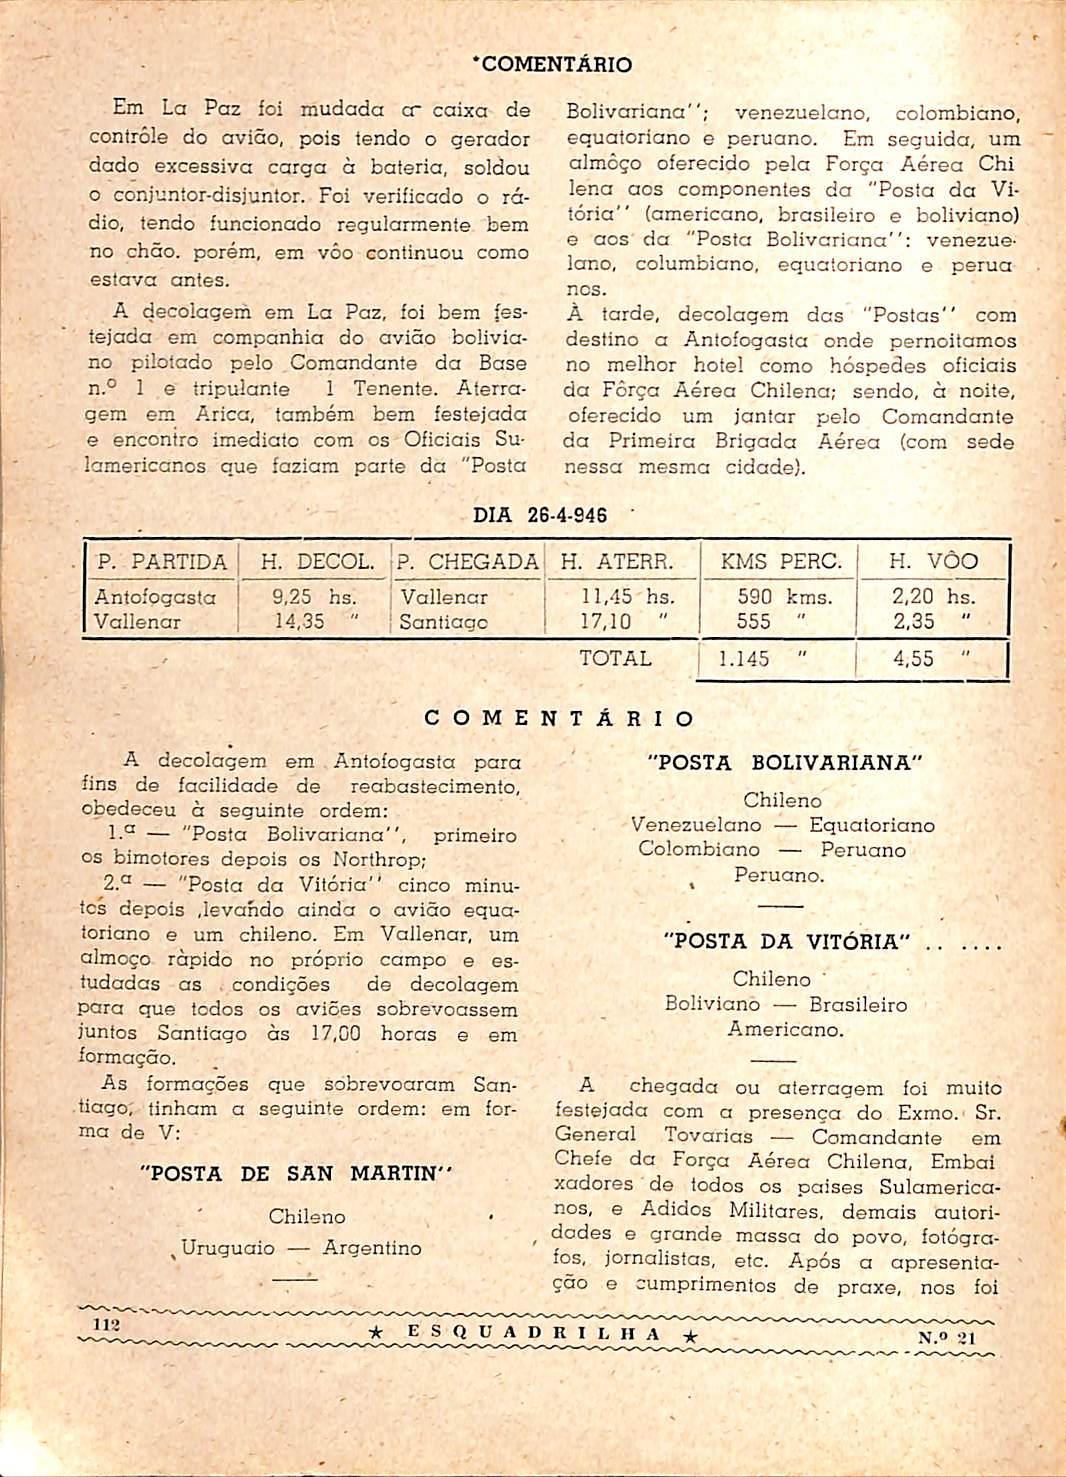 *COMENTÁRIO
Em La Paz foi mudada a caixa de
contrôle do avião, pois tendo o gerador
dado excessiva carga à bateria, soldou
o conjuntor-disjuntor. Foi verificado o rá-
dio, tendo funcionado regularmente bem
no chão. porém, em vôo continuou como
estava antes.
A decolagem em La Paz, foi bem fes-
tejada em companhia do avião bolivia-
no pilotado pelo Comandante da Base
n.º 1 e tripulante 1 Tenente. Aterra-
gem em Arica, também bem festejada
e encontro imediato com os Oficiais Su-
lamericanos que faziam parte da "Posta
Bolivariana"; venezuelano, colombiano,
equatoriano e peruano. Em seguida, um
almôço oferecido pela Força Aérea Chi
lena aos componentes da "Posta da Vi-
tória" (americano, brasileiro e boliviano)
e aos da "Posta Bolivariana": venezue-
lano, columbiano, equatoriano e perua
nos.
À tarde, decolagem das "Postas" com
destino a Antofogasta onde pernoitamos
no melhor hotel como hóspedes oficiais
da Fôrça Aérea Chilena; sendo, à noite,
oferecido um jantar pelo Comandante
da Primeira Brigada Aérea (com sede
nessa mesma cidade).
DIA 26-4-946
P. PARTIDA H. DECOL. P. CHEGADA H. ATERR. KMS PERC. H. VÔO
Antofogasta 9,25 hs. Vallenar 11,45 hs. 590 kms. 2,20 hs.
Vallenar 14,35 " Santiago 17,10 " 555 " 2,35 "
TOTAL 1.145 " 4,55 "
COMENTÁRIO
A decolagem em Antofogasta para
fins de facilidade de reabastecimento,
obedeceu à seguinte ordem:
1.ª — "Posta Bolivariana", primeiro
os bimotores depois os Northrop;
2.ª — "Posta da Vitória" cinco minu-
tos depois ,levando ainda o avião equa-
toriano e um chileno. Em Vallenar, um
almoço ràpido no próprio campo e es-
tudadas as condições de decolagem
para que todos os aviões sobrevoassem
juntos Santiago às 17,00 horas e em
formação.
As formações que sobrevoaram San-
tiago, tinham a seguinte ordem: em for-
ma de V:
"POSTA DE SAN MARTIN"
Chileno
Uruguaio — Argentino
"POSTA BOLIVARIANA"
Chileno
Venezuelano — Equatoriano
Colombiano — Peruano
Peruano.
"POSTA DA VITÓRIA" .. ....
Chileno
Boliviano — Brasileiro
Americano.
A chegada ou aterragem foi muito
festejada com a presença do Exmo. Sr.
General Tovarias — Comandante em
Chefe da Força Aérea Chilena, Embai
xadores de todos os paises Sulamerica-
nos, e Adidos Militares, demais autori-
dades e grande massa do povo, fotógra-
fos, jornalistas, etc. Após a apresenta-
ção e cumprimentos de praxe, nos foi
112
★ ESQUADRILHA ★
N.º 21